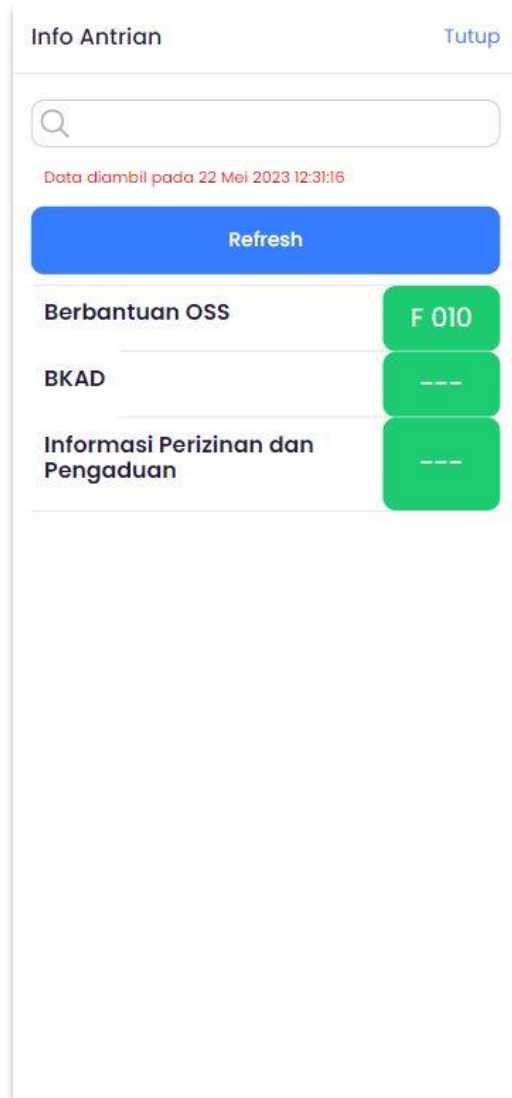 Info Antrian
Tutup
Data diambil pada 22 Mei 2023 12:31:16
Refresh
Berbantuan OSS
F 010
BKAD
---
Informasi Perizinan dan
Pengaduan
---